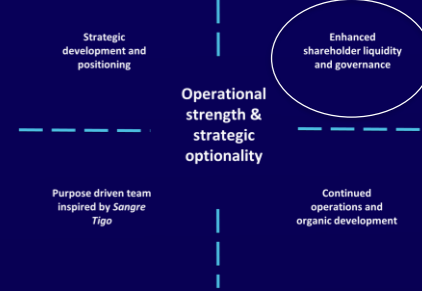 Strategic
development and
positioning
Enhanced
shareholder liquidity
and governance
Operational
strength &
strategic
optionality
Purpose driven team
inspired by Sangre
Tigo
Continued
operations and
organic development